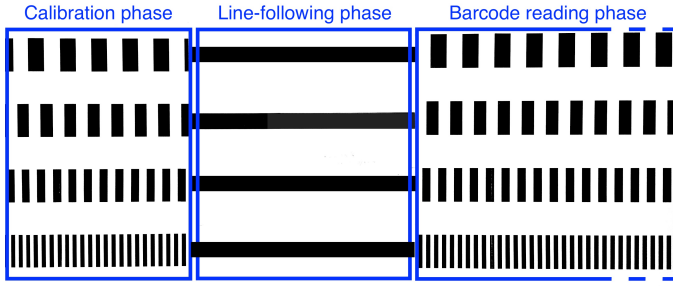 Calibration phase
Line-following phase
Barcode reading phase